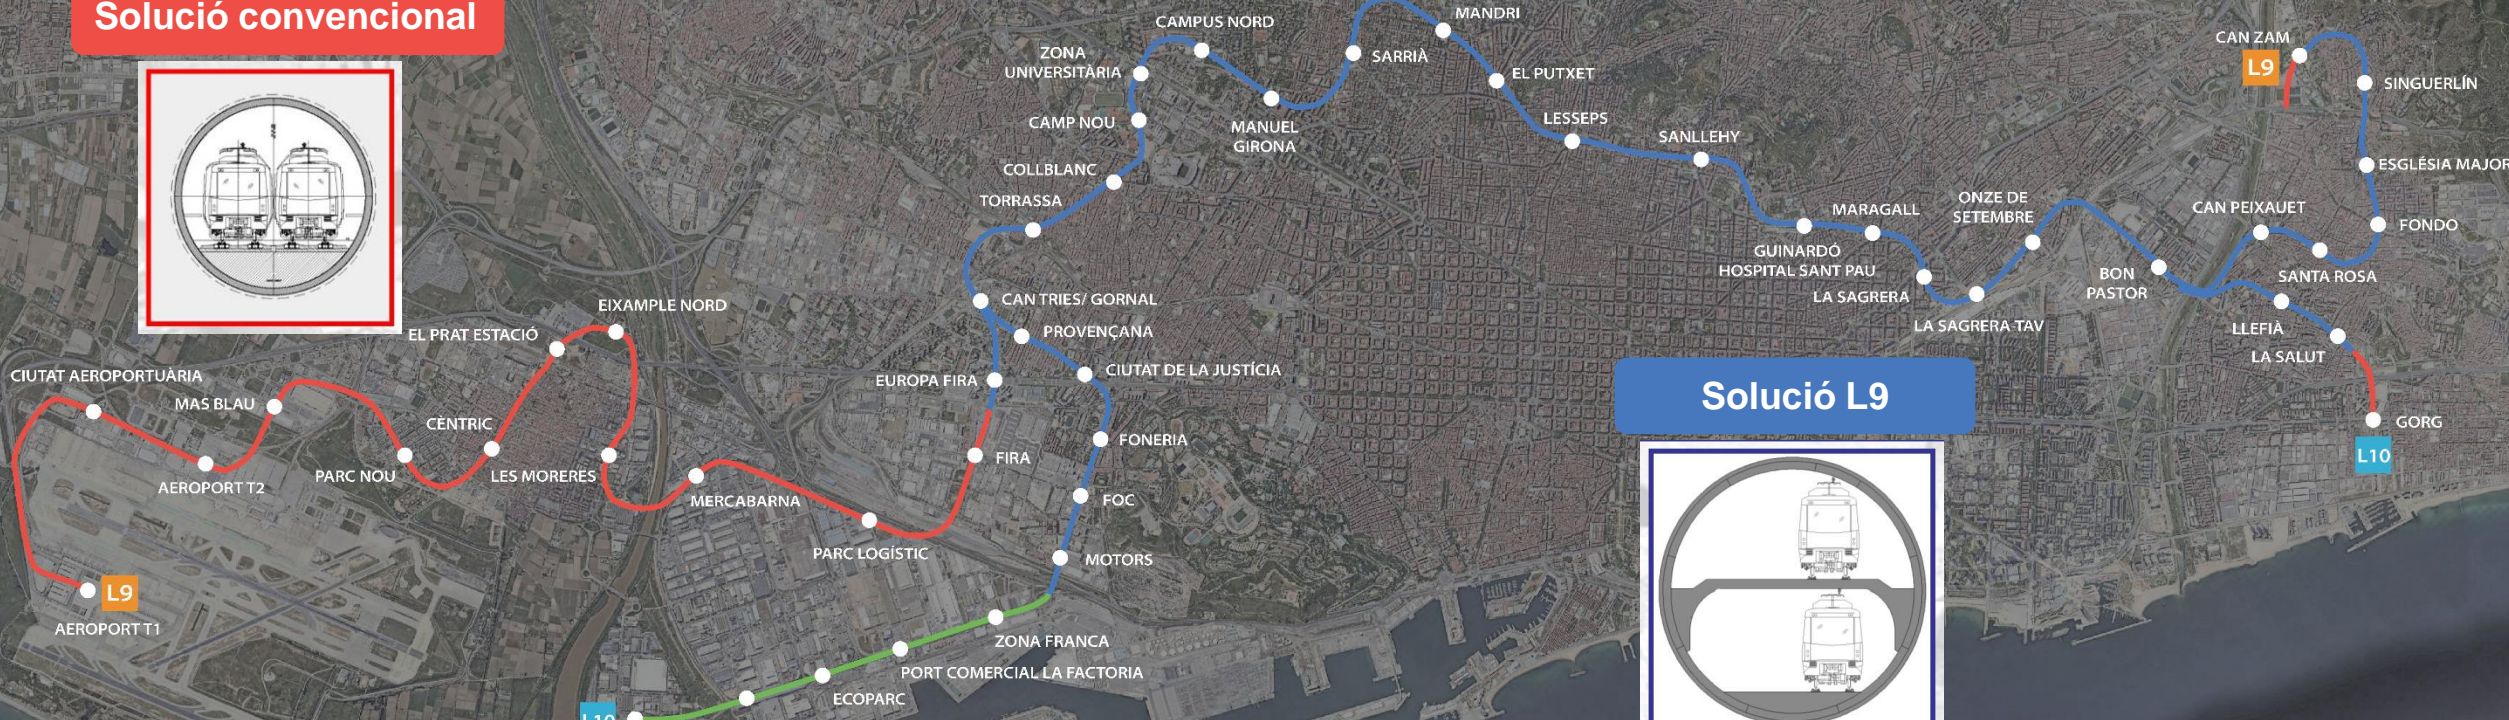 Solució convencional
CAMPUS NORD
MANDRI
ZONA
UNIVERSITÀRIA
SARRIÀ
EL PUTXET
CAN ZAM
L9
SINGUERLÍN
CAMP NOU
MANUEL
GIRONA
LESSEPS
SANLLEHY
COLLBLANC
TORRASSA
ESGLÉSIA MAJOR
MARAGALL
ONZE DE
SETEMBRE
CAN PEIXAUET
FONDO
GUINARDÓ
HOSPITAL SANT PAU
LA SAGRERA
LA SAGRERA TAV
BON
PASTOR
SANTA ROSA
LLEFIÀ
LA SALUT
GORG
L10
CAN TRIES/ GORNAL
PROVENÇANA
EUROPA FIRA
CIUTAT DE LA JUSTÍCIA
EIXAMPLE NORD
EL PRAT ESTACIÓ
CIUTAT AEROPORTUÀRIA
MAS BLAU
CÈNTRIC
AEROPORT T2
PARC NOU
LES MORERES
MERCABARNA
PARC LOGÍSTIC
FIRA
FONERIA
FOC
MOTORS
Solució L9
L9
AEROPORT T1
ZONA FRANCA
PORT COMERCIAL LA FACTORIA
ECOPARC
L10